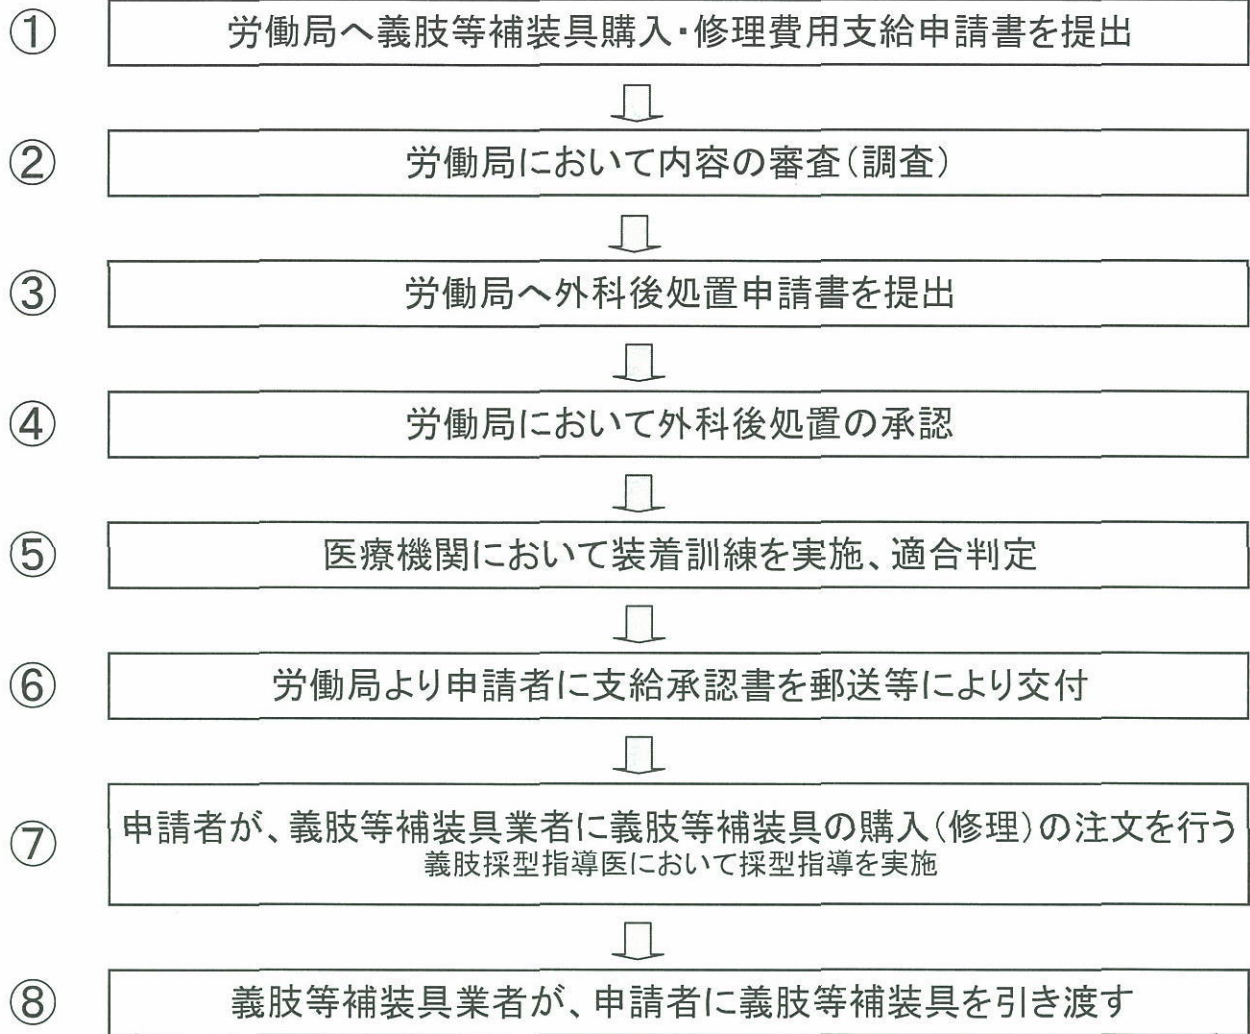 ① 労働局へ義肢等補装具購入・修理費用支給申請書を提出
② 労働局において内容の審査(調査)
③ 労働局へ外科後処置申請書を提出
④ 労働局において外科後処置の承認
⑤ 医療機関において装着訓練を実施、適合判定
⑥ 労働局より申請者に支給承認書を郵送等により交付
⑦ 申請者が、義肢等補装具業者に義肢等補装具の購入(修理)の注文を行う
義肢採型指導医において採型指導を実施
⑧ 義肢等補装具業者が、申請者に義肢等補装具を引き渡す